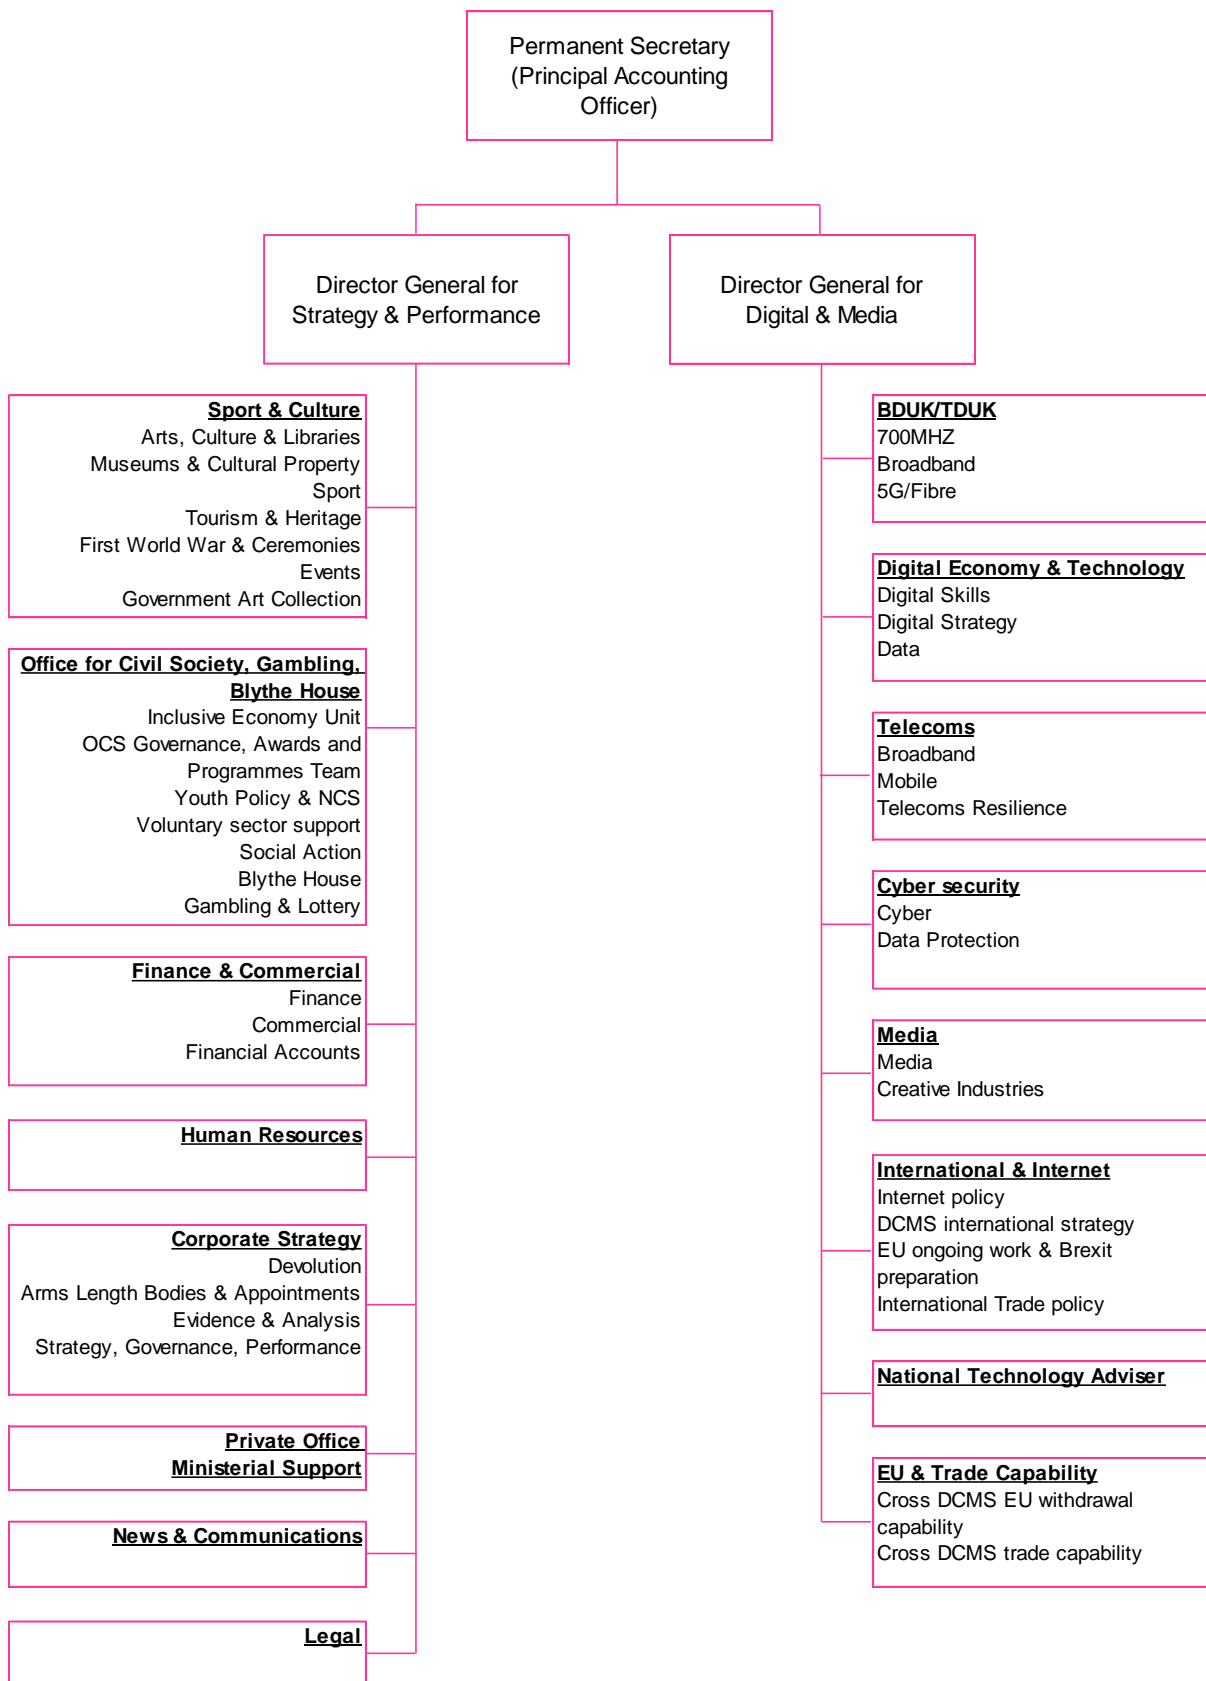 Permanent Secretary
(Principal Accounting
Officer)
Director General for
Strategy & Performance
Director General for
Digital & Media
Sport & Culture
Arts, Culture & Libraries
Museums & Cultural Property
Sport
Tourism & Heritage
First World War & Ceremonies
Events
Government Art Collection
Office for Civil Society, Gambling,
Blythe House
Inclusive Economy Unit
OCS Governance, Awards and
Programmes Team
Youth Policy & NCS
Voluntary sector support
Social Action
Blythe House
Gambling & Lottery
Finance & Commercial
Finance
Commercial
Financial Accounts
Human Resources
Corporate Strategy
Devolution
Arms Length Bodies & Appointments
Evidence & Analysis
Strategy, Governance, Performance
Private Office
Ministerial Support
News & Communications
Legal
BDUK/TDUK
700MHZ
Broadband
5G/Fibre
Digital Economy & Technology
Digital Skills
Digital Strategy
Data
Telecoms
Broadband
Mobile
Telecoms Resilience
Cyber security
Cyber
Data Protection
Media
Media
Creative Industries
International & Internet
Internet policy
DCMS international strategy
EU ongoing work & Brexit
preparation
International Trade policy
National Technology Adviser
EU & Trade Capability
Cross DCMS EU withdrawal
capability
Cross DCMS trade capability